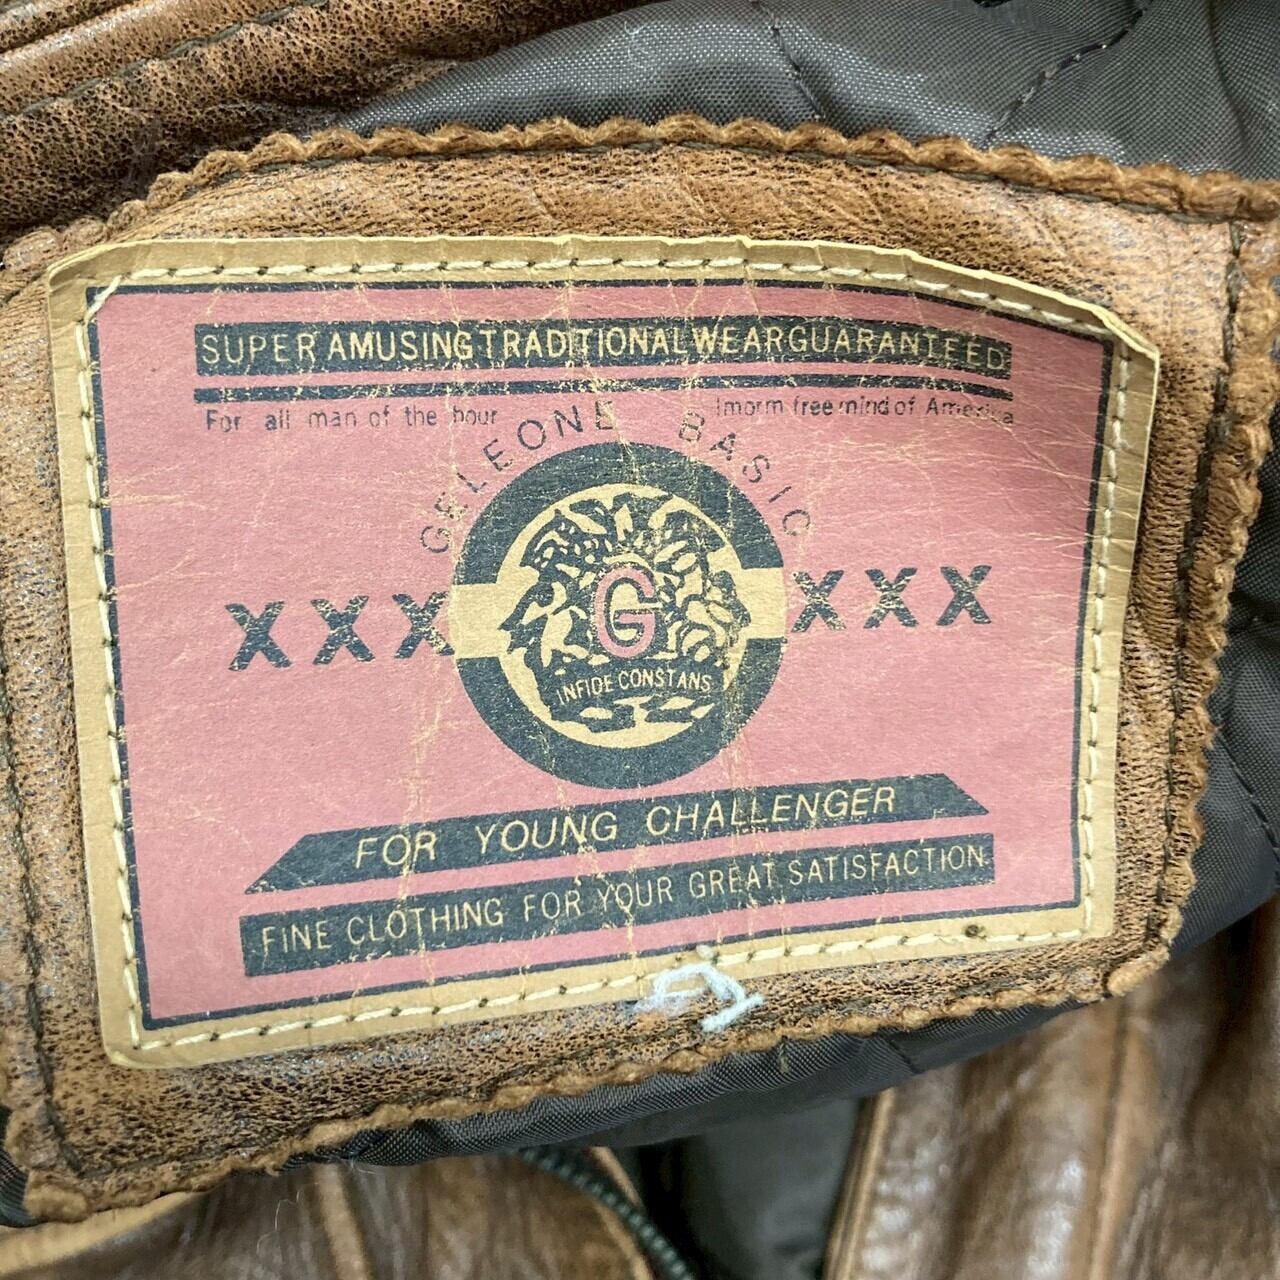 SUPER AMUSING TRADITIONAL WEAR GUARANTEED
For all man of the hour
Imorm free mind of America
GELEONE BASIC
XXX
XXX
G
INFIDE CONSTANS
FOR YOUNG CHALLENGER
FINE CLOTHING FOR YOUR GREAT SATISFACTION.